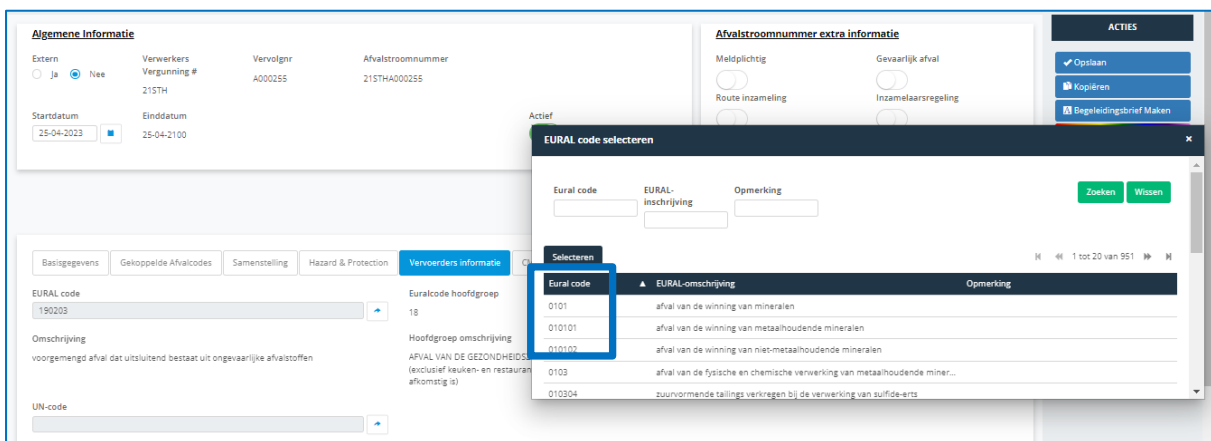 Algemene Informatie
Extern
Ja
Nee
Verwerkers
Vergunning #
21STH
Vervolgnr
A000255
Afvalstroomnummer
21STHA000255
Startdatum
25-04-2023
Einddatum
25-04-2100
Actief
Afvalstroomnummer extra informatie
Meldplichtig
Gevaarlijk afval
Route inzameling
Inzamelaarsregeling
ACTIES
Opslaan
Kopiëren
Begeleidingsbrief Maken
Basisgegevens
Gekoppelde Afvalcodes
Samenstelling
Hazard & Protection
Vervoerders informatie
EURAL code
190203
Omschrijving
voorgemengd afval dat uitsluitend bestaat uit ongevaarlijke afvalstoffen
UN-code
Euralcode hoofdgroep
18
Hoofdgroep omschrijving
AFVAL VAN DE
(exclusief keuken- en
afkomstig is)
EURAL code selecteren
×
Eural code
EURAL-
inschrijving
Opmerking
Zoeken
Wissen
Selecteren
1 tot 20 van 951
Eural code ▲ EURAL-omschrijving Opmerking
0101 afval van de winning van mineralen
010101 afval van de winning van metaalhoudende mineralen
010102 afval van de winning van niet-metaalhoudende mineralen
0103 afval van de fysische en chemische verwerking van metaalhoudende miner...
010304 zuurvormende tailings verkregen bij de verwerking van sulfide-erts